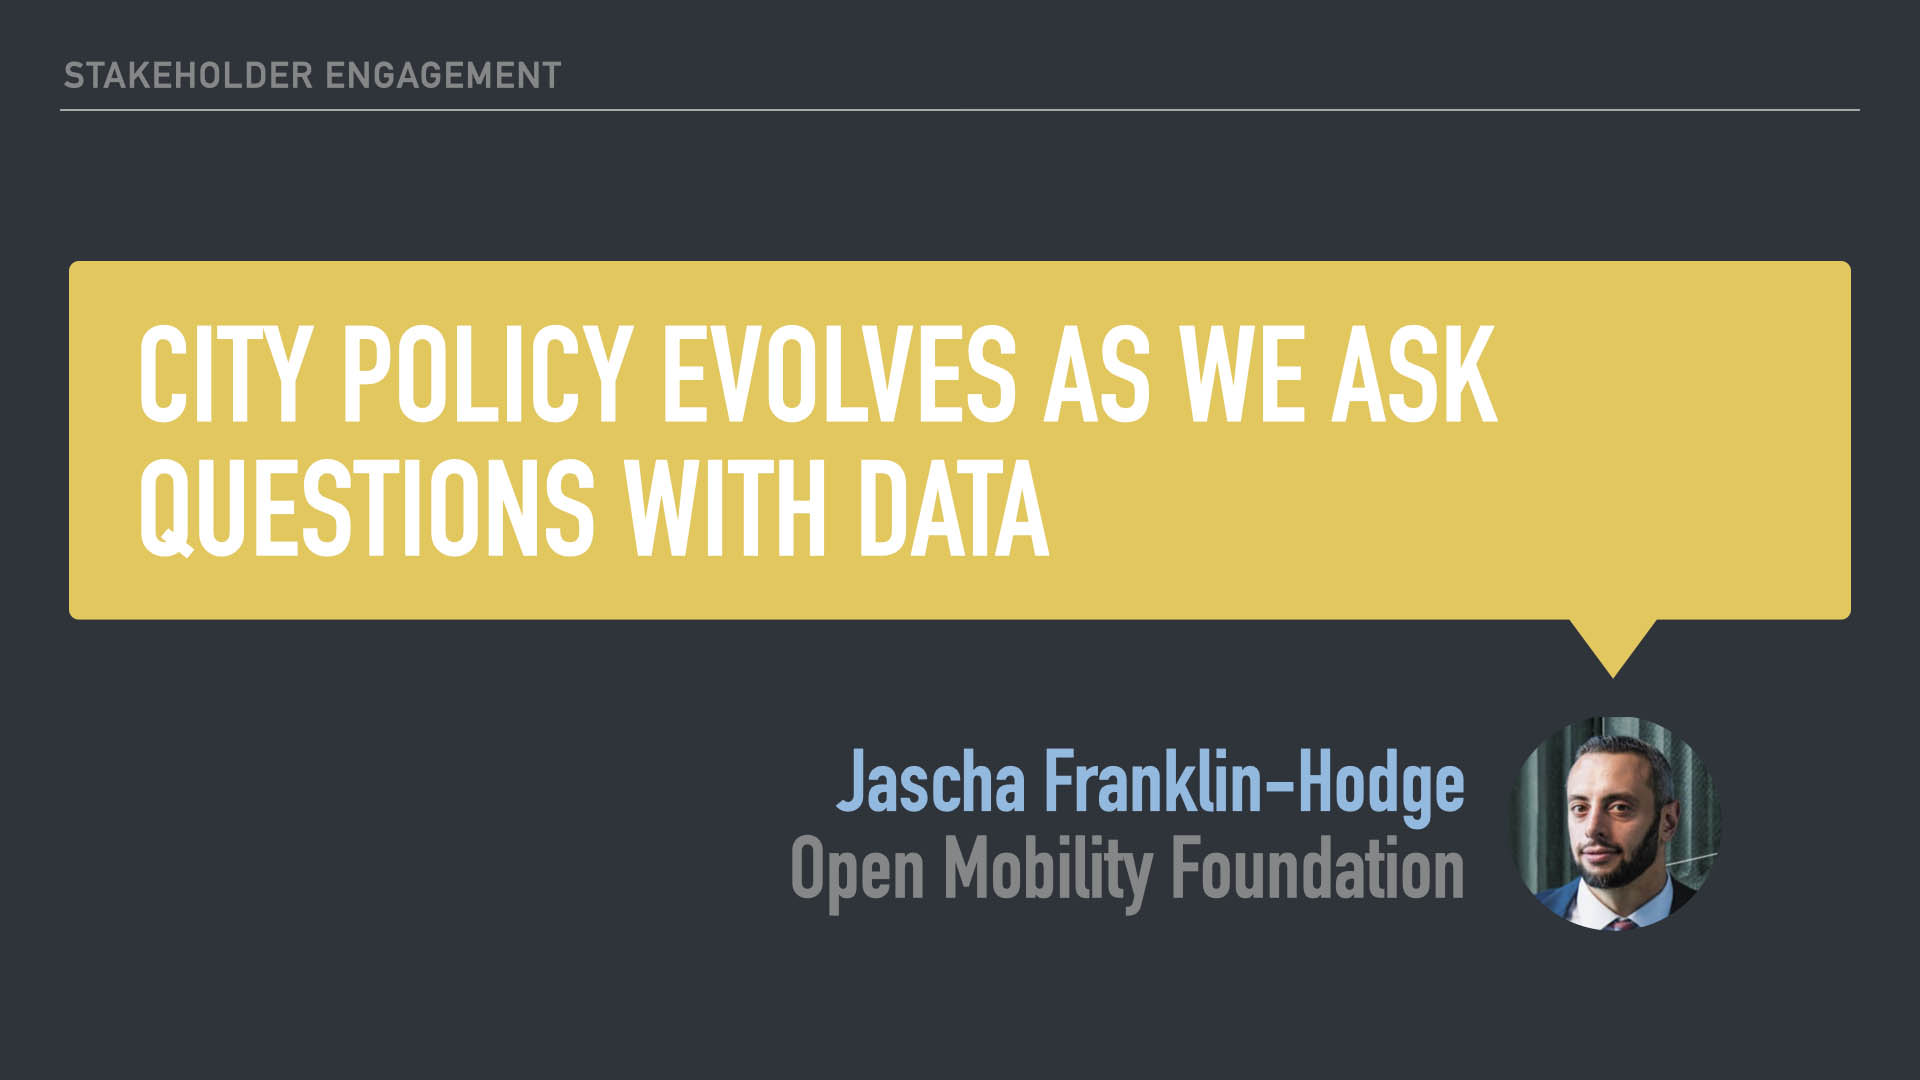 STAKEHOLDER ENGAGEMENT
CITY POLICY EVOLVES AS WE ASK
QUESTIONS WITH DATA
Jascha Franklin-Hodge
Open Mobility Foundation